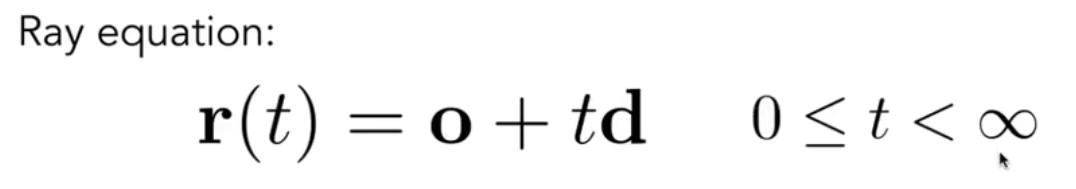 Ray equation:
r(t) = o + td 0 ≤ t < ∞